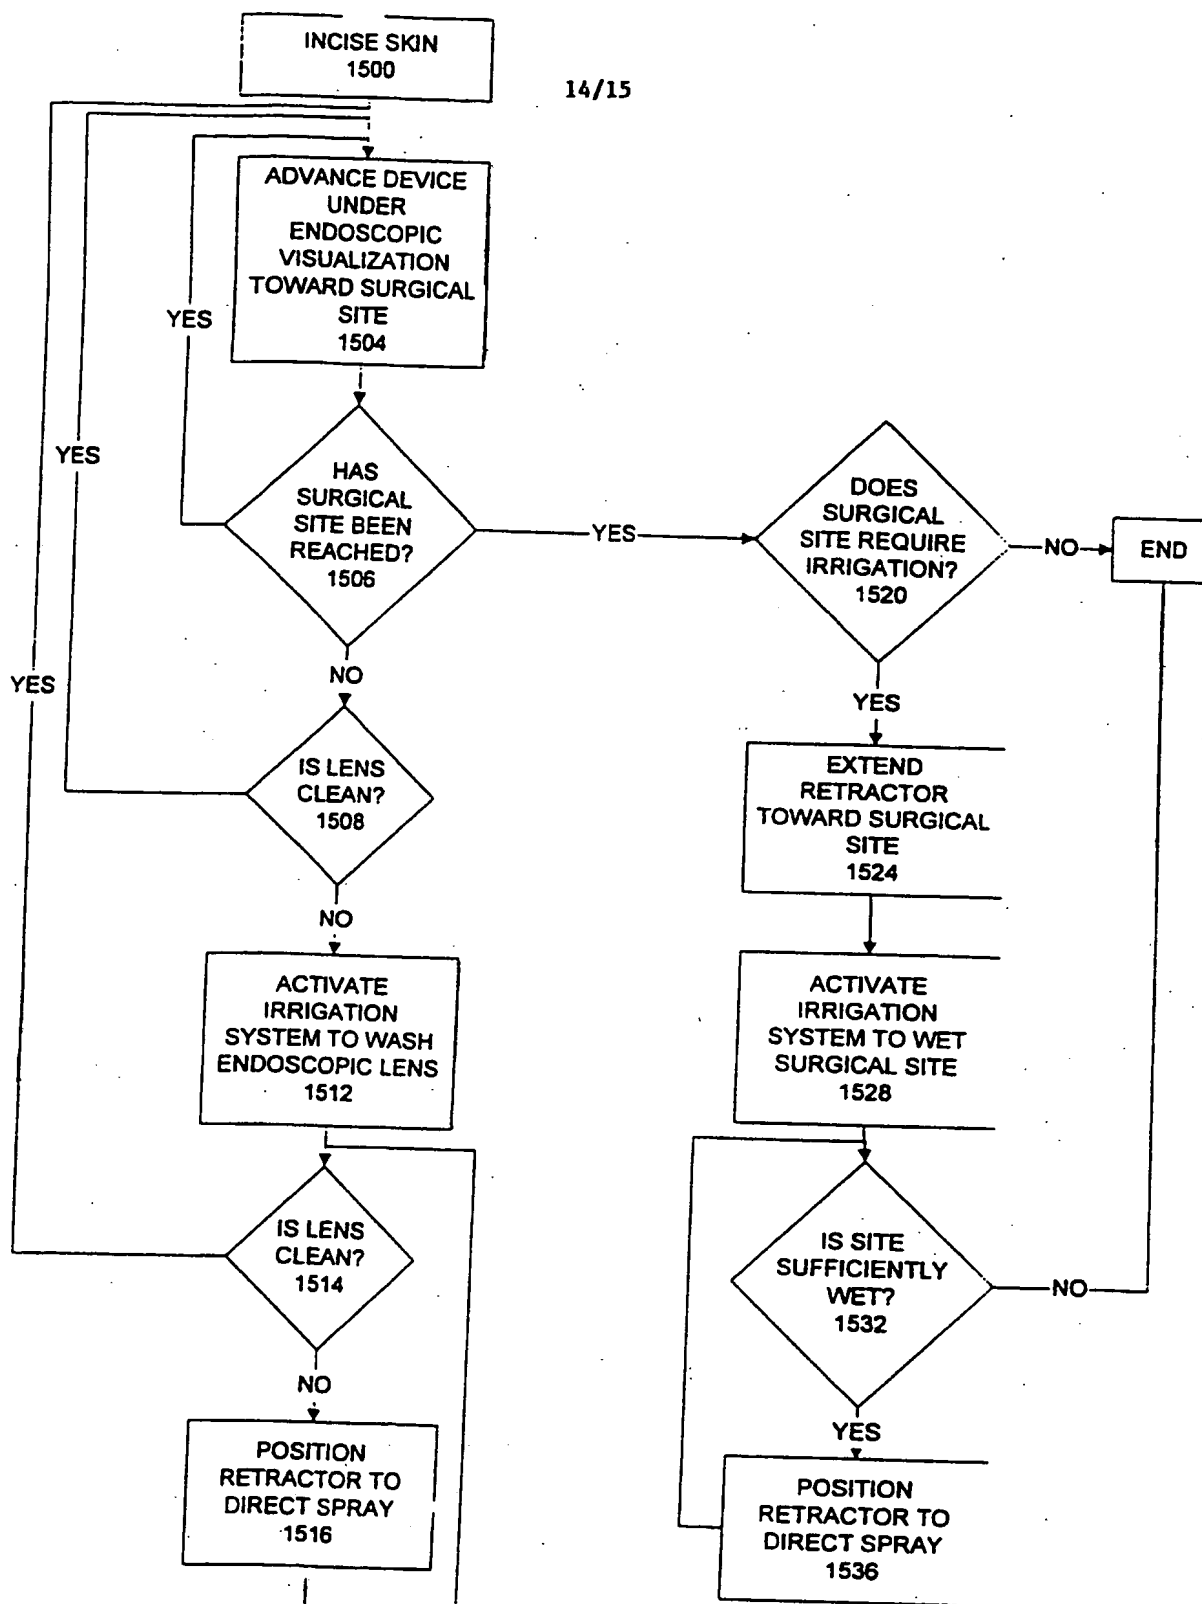 INCISE SKIN
1500
14/15
ADVANCE DEVICE
UNDER
ENDOSCOPIC
VISUALIZATION
TOWARD SURGICAL
SITE
1504
YES
YES
YES
HAS
SURGICAL
SITE BEEN
REACHED?
1506
YES
DOES
SURGICAL
SITE REQUIRE
IRRIGATION?
1520
NO
END
NO
IS LENS
CLEAN?
1508
NO
ACTIVATE
IRRIGATION
SYSTEM TO WASH
ENDOSCOPIC LENS
1512
IS LENS
CLEAN?
1514
NO
POSITION
RETRACTOR TO
DIRECT SPRAY
1516
YES
EXTEND
RETRACTOR
TOWARD SURGICAL
SITE
1524
ACTIVATE
IRRIGATION
SYSTEM TO WET
SURGICAL SITE
1528
IS SITE
SUFFICIENTLY
WET?
1532
NO
YES
POSITION
RETRACTOR TO
DIRECT SPRAY
1536